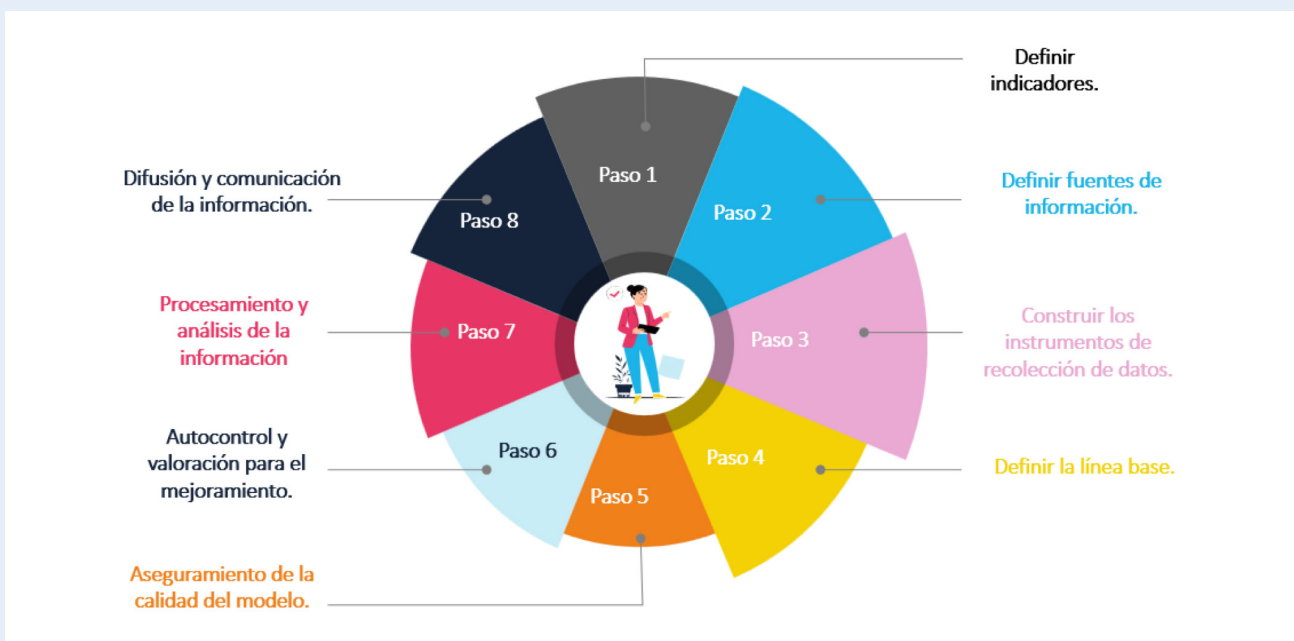 Definir
indicadores.
Paso 1
Definir fuentes de
información.
Paso 2
Construir los
instrumentos de
recolección de datos.
Paso 3
Definir la línea base.
Paso 4
Aseguramiento de la
calidad del modelo.
Paso 5
Autocontrol y
valoración para el
mejoramiento.
Paso 6
Procesamiento y
análisis de la
información
Paso 7
Difusión y comunicación
de la información.
Paso 8